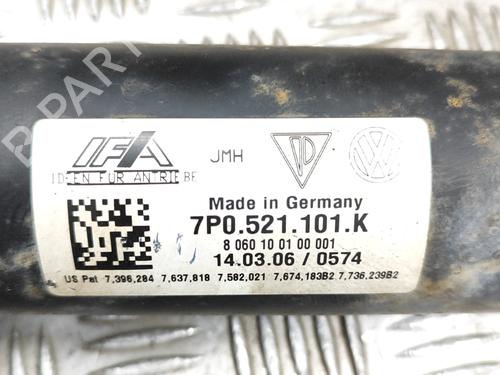 B PART
IFA
IDEEN FÜR ANTRIEBE
JMH
Made in Germany
7P0.521.101.K
8 060 10 01 00 001
14.03.06 / 0574
US Pat 7,396,284 7,637,818 7,582,021 7,674,183B2 7,736,239B2